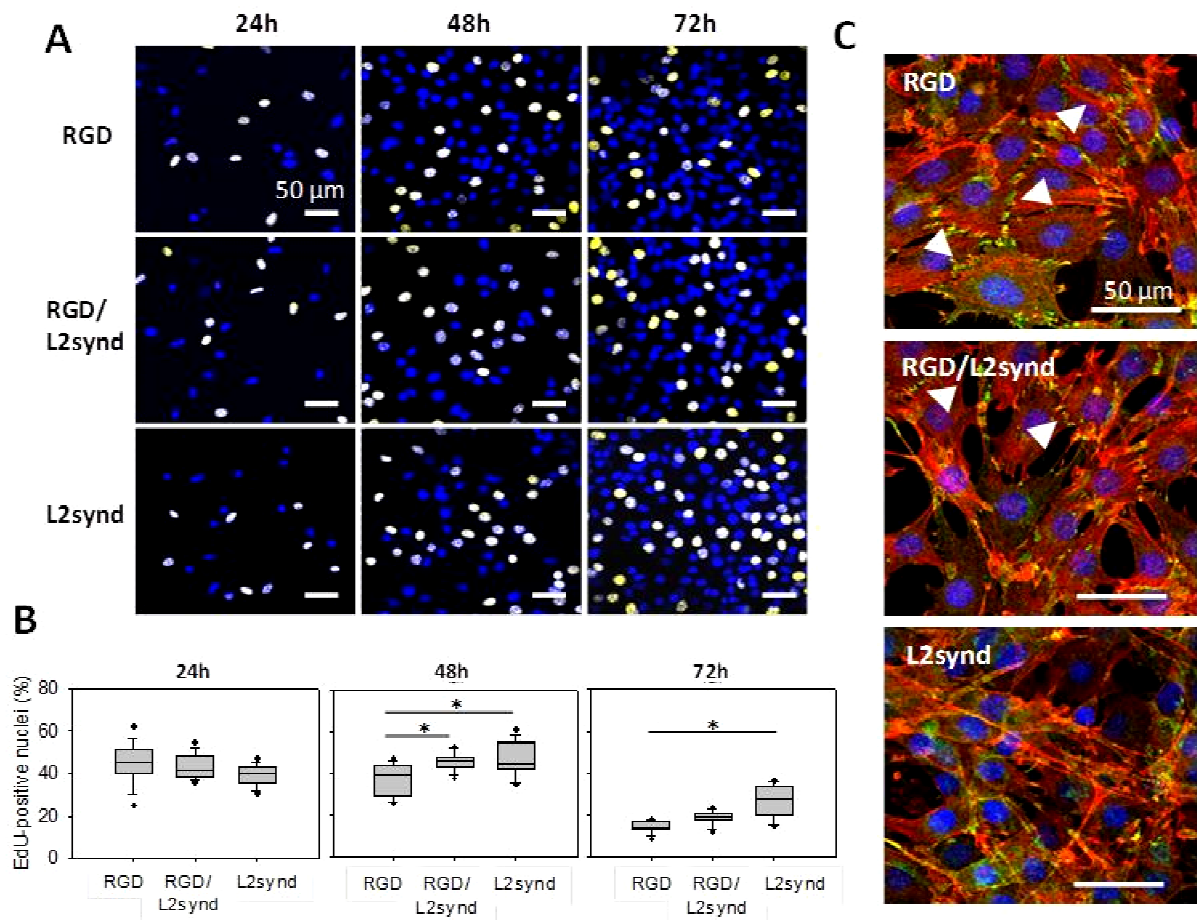 A
24h
48h
72h
C
RGD
50 µm
RGD/
L2synd
L2synd
RGD
50 µm
RGD/L2synd
L2synd
B
24h
48h
72h
EdU-positive nuclei (%)
80
60
40
20
0
*
*
*
RGD
RGD/
L2synd
L2synd
RGD
RGD/
L2synd
L2synd
RGD
RGD/
L2synd
L2synd